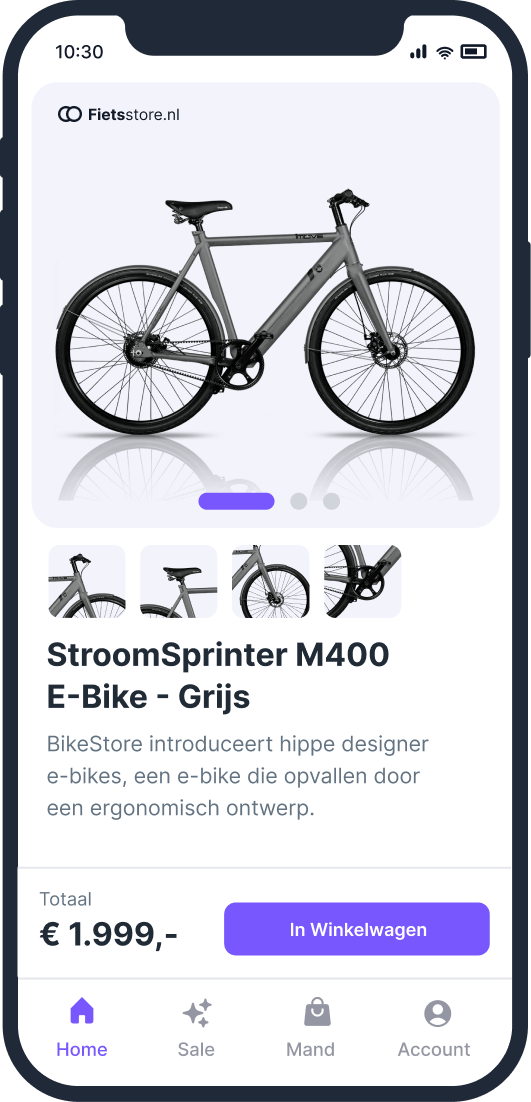 10:30
Fietsstore.nl
StroomSprinter M400
E-Bike - Grijs
BikeStore introduceert hippe designer
e-bikes, een e-bike die opvallen door
een ergonomisch ontwerp.
Totaal
€ 1.999,-
In Winkelwagen
Home
Sale
Mand
Account